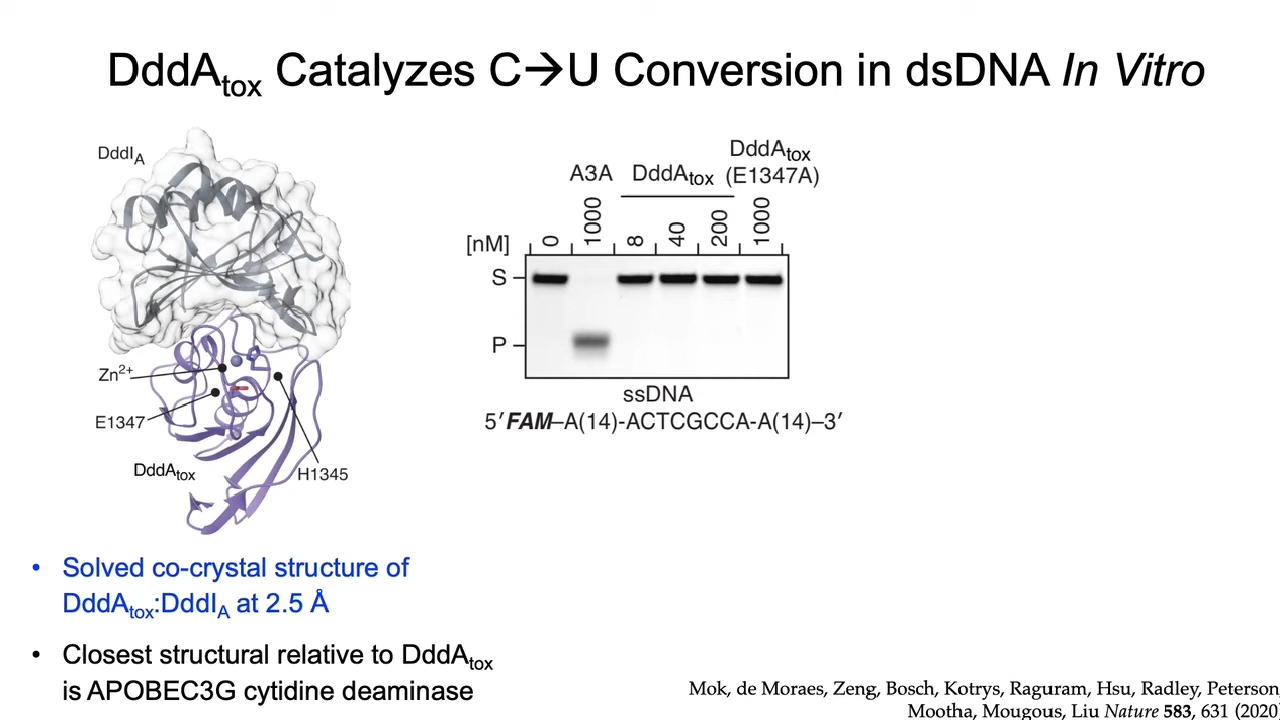 DddAtox Catalyzes C→U Conversion in dsDNA In Vitro
DddIA
Zn2+
E1347
DddAtox
H1345
DddAtox
A3A DddAtox (E1347A)
[nM] 0 1000 8 40 200 1000
S
P
ssDNA
5′FAM–A(14)-ACTCGCCA-A(14)–3′
• Solved co-crystal structure of
DddAtox:DddIA at 2.5 Å
• Closest structural relative to DddAtox
is APOBEC3G cytidine deaminase
Mok, de Moraes, Zeng, Bosch, Kotrys, Raguram, Hsu, Radley, Peterson,
Mootha, Mougous, Liu Nature 583, 631 (2020